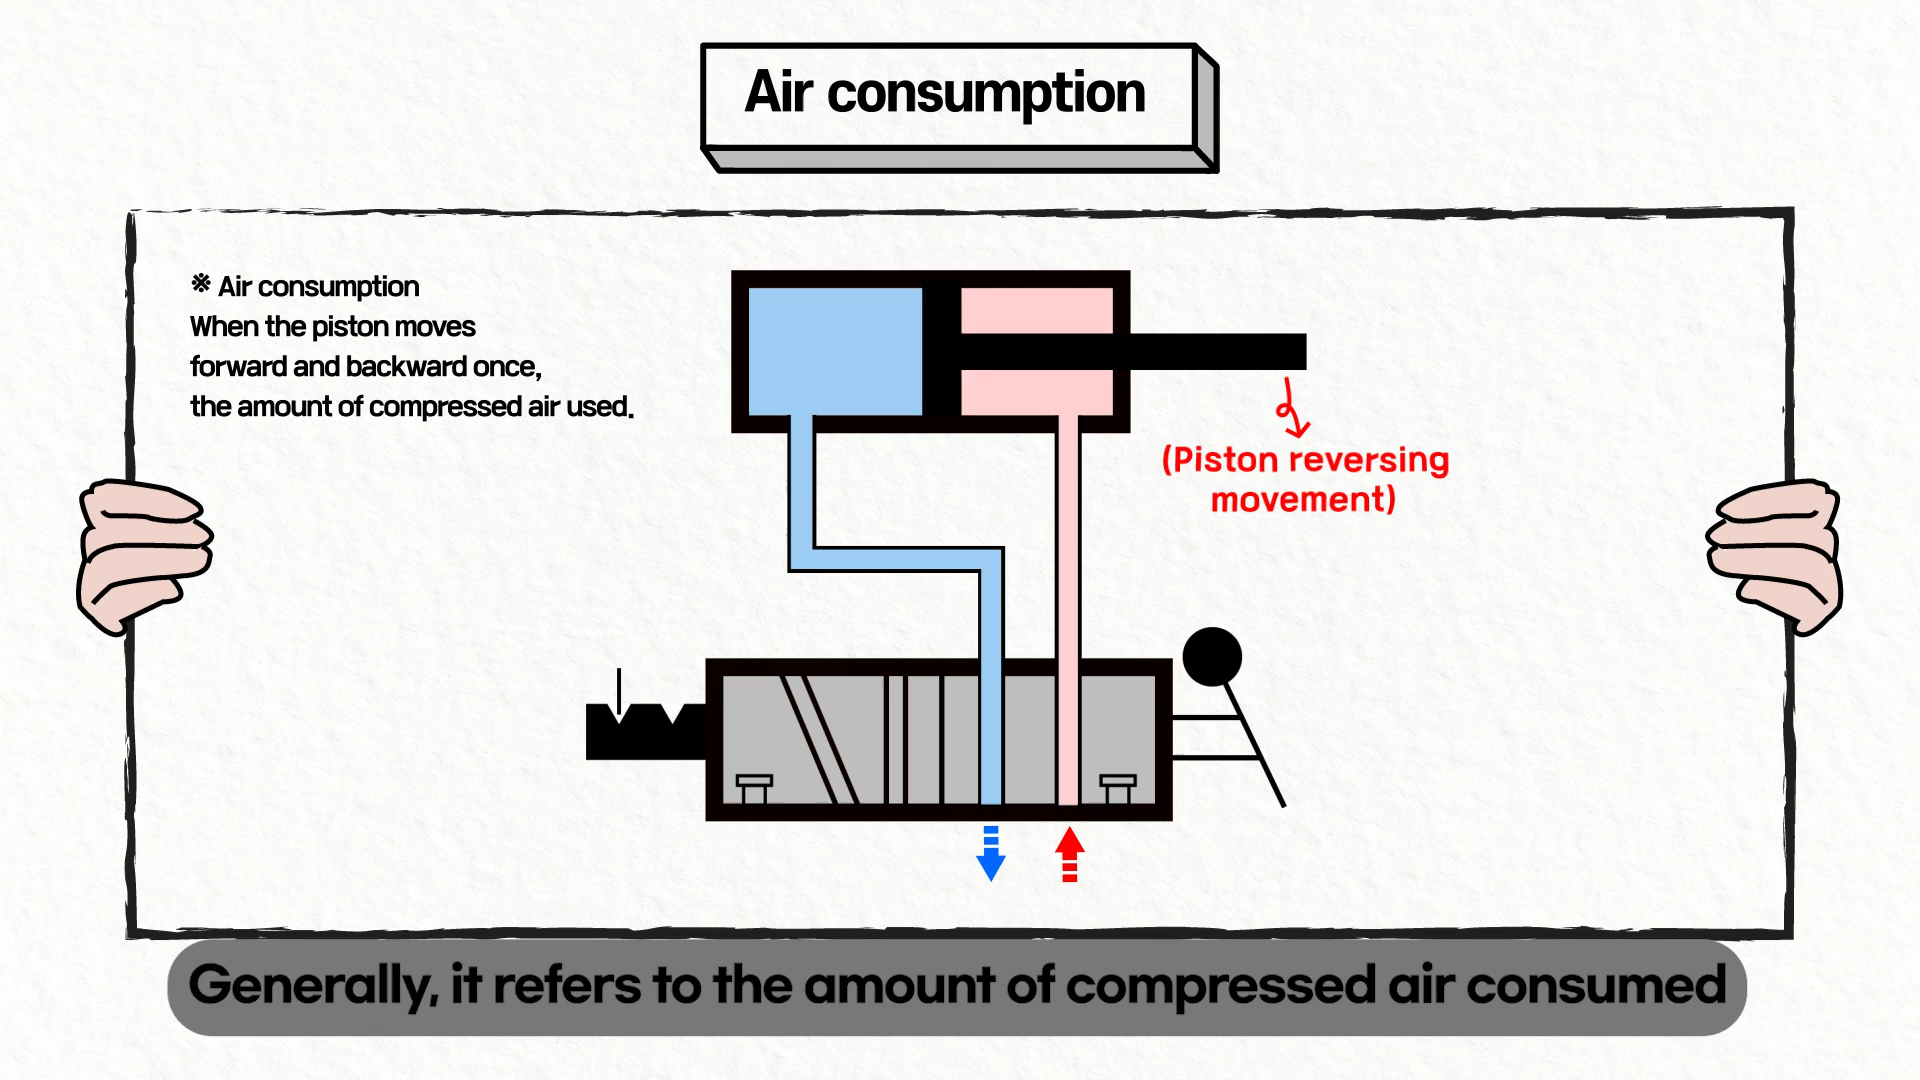 Air consumption
※ Air consumption
When the piston moves
forward and backward once,
the amount of compressed air used.
(Piston reversing
movement)
Generally, it refers to the amount of compressed air consumed